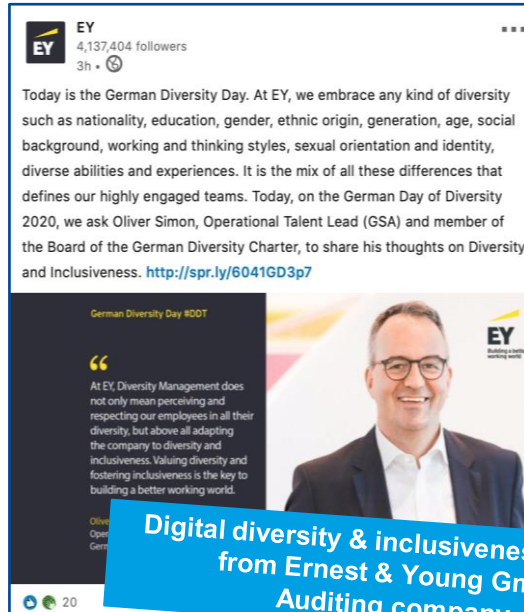 EY
EY
4,137,404 followers
3h •
Today is the German Diversity Day. At EY, we embrace any kind of diversity
such as nationality, education, gender, ethnic origin, generation, age, social
background, working and thinking styles, sexual orientation and identity,
diverse abilities and experiences. It is the mix of all these differences that
defines our highly engaged teams. Today, on the German Day of Diversity
2020, we ask Oliver Simon, Operational Talent Lead (GSA) and member of
the Board of the German Diversity Charter, to share his thoughts on Diversity
and Inclusiveness. http://spr.ly/6041GD3p7
German Diversity Day #DDT
“
At EY, Diversity Management does
not only mean perceiving and
respecting our employees in all their
diversity, but above all adapting
the company to diversity and
inclusiveness. Valuing diversity and
fostering inclusiveness is the key to
building a better working world.
EY
Building a better
working world
Digital diversity & inclusivenes
from Ernest & Young Gm
Auditing company
20